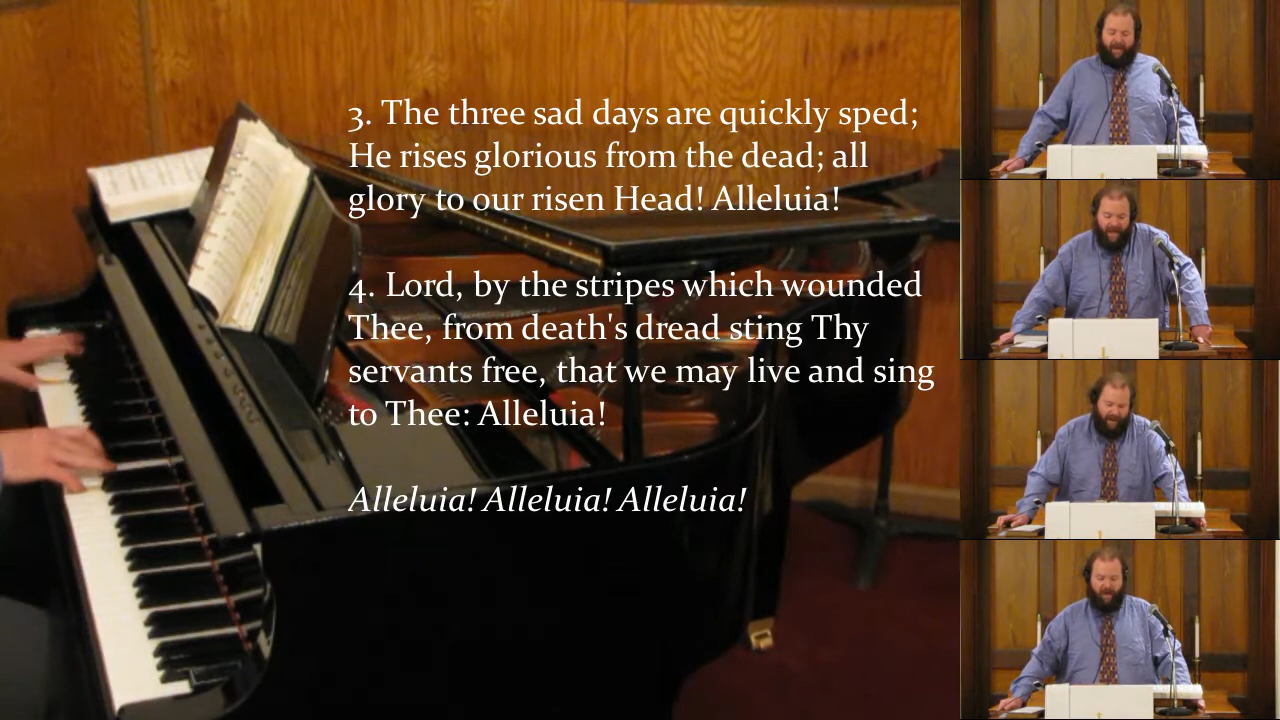 3. The three sad days are quickly sped;
He rises glorious from the dead; all
glory to our risen Head! Alleluia!
4. Lord, by the stripes which wounded
Thee, from death's dread sting Thy
servants free, that we may live and sing
to Thee: Alleluia!
Alleluia! Alleluia! Alleluia!